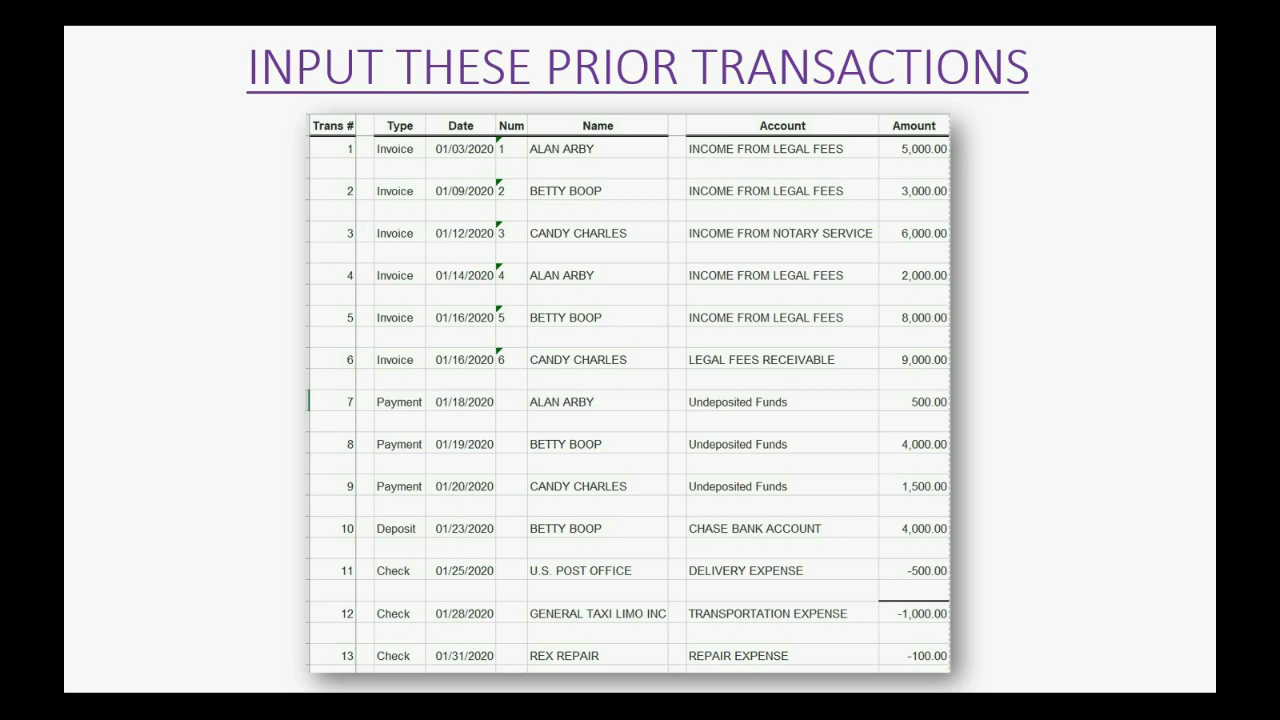 INPUT THESE PRIOR TRANSACTIONS
Trans # Type Date Num Name Account Amount
1 Invoice 01/03/2020 1 ALAN ARBY INCOME FROM LEGAL FEES 5,000.00
2 Invoice 01/09/2020 2 BETTY BOOP INCOME FROM LEGAL FEES 3,000.00
3 Invoice 01/12/2020 3 CANDY CHARLES INCOME FROM NOTARY SERVICE 6,000.00
4 Invoice 01/14/2020 4 ALAN ARBY INCOME FROM LEGAL FEES 2,000.00
5 Invoice 01/16/2020 5 BETTY BOOP INCOME FROM LEGAL FEES 8,000.00
6 Invoice 01/16/2020 6 CANDY CHARLES LEGAL FEES RECEIVABLE 9,000.00
7 Payment 01/18/2020 ALAN ARBY Undeposited Funds 500.00
8 Payment 01/19/2020 BETTY BOOP Undeposited Funds 4,000.00
9 Payment 01/20/2020 CANDY CHARLES Undeposited Funds 1,500.00
10 Deposit 01/23/2020 BETTY BOOP CHASE BANK ACCOUNT 4,000.00
11 Check 01/25/2020 U.S. POST OFFICE DELIVERY EXPENSE -500.00
12 Check 01/28/2020 GENERAL TAXI LIMO INC TRANSPORTATION EXPENSE -1,000.00
13 Check 01/31/2020 REX REPAIR REPAIR EXPENSE -100.00